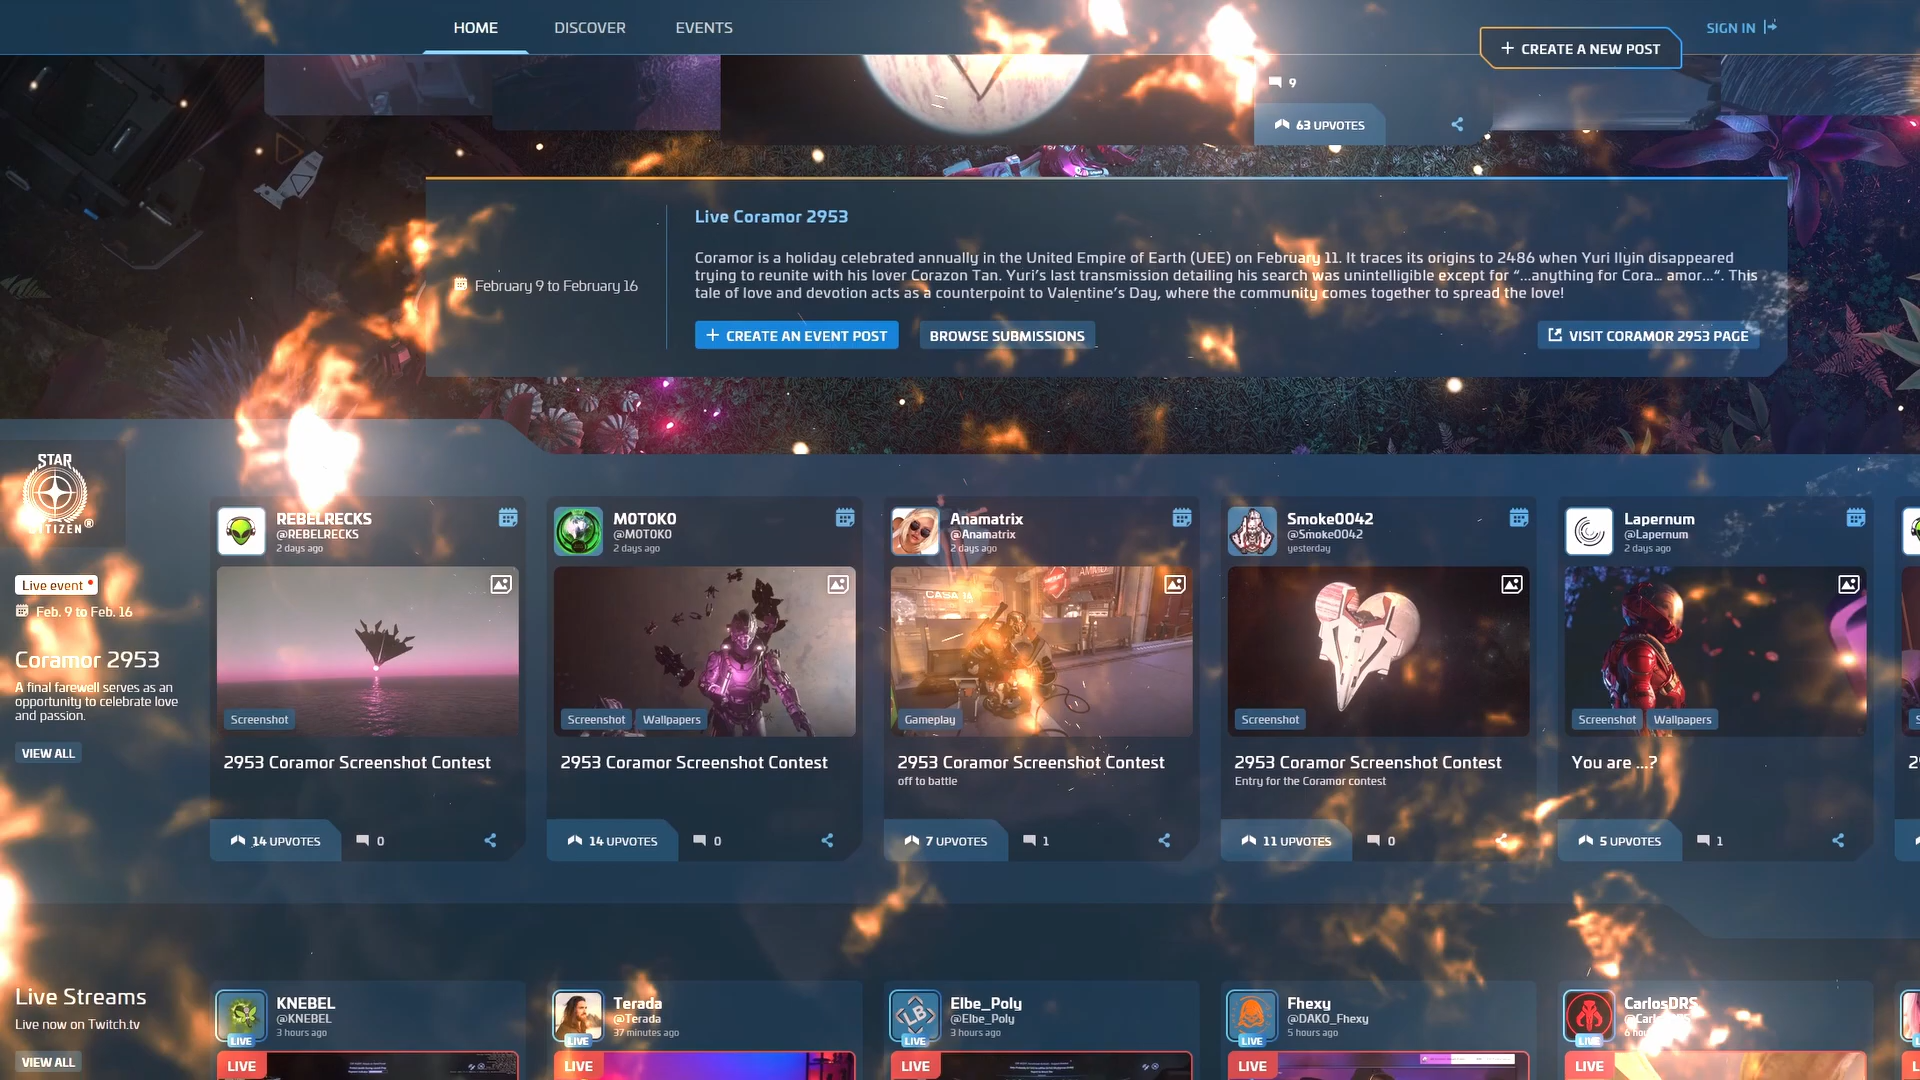 HOME
DISCOVER
EVENTS
CREATE A NEW POST
SIGN IN
9
63 UPVOTES
February 9 to February 16
Live Coramor 2953
Coramor is a holiday celebrated annually in the United Empire of Earth (UEE) on February 11. It traces its origins to 2486 when Yuri Ilyin disappeared
trying to reunite with his lover Corazon Tan. Yuri's last transmission detailing his search was unintelligible except for “...anything for Cora... amor...“. This
tale of love and devotion acts as a counterpoint to Valentine's Day, where the community comes together to spread the love!
CREATE AN EVENT POST
BROWSE SUBMISSIONS
VISIT CORAMOR 2953 PAGE
STAR
CITIZEN®
Live event
Feb. 9 to Feb. 16
Coramor 2953
A final farewell serves as an
opportunity to celebrate love
and passion.
VIEW ALL
REBELRECKS
@REBELRECKS
2 days ago
Screenshot
2953 Coramor Screenshot Contest
14 UPVOTES
0
MOTOKO
@MOTOKO
2 days ago
Screenshot
Wallpapers
2953 Coramor Screenshot Contest
14 UPVOTES
0
Anamatrix
@Anamatrix
2 days ago
CASA
Gameplay
2953 Coramor Screenshot Contest
off to battle
7 UPVOTES
1
Smoke0042
@Smoke0042
yesterday
Screenshot
2953 Coramor Screenshot Contest
Entry for the Coramor contest
11 UPVOTES
0
Lapernum
@Lapernum
2 days ago
Screenshot
Wallpapers
You are ...?
5 UPVOTES
1
Live Streams
Live now on Twitch.tv
VIEW ALL
KNEBEL
@KNEBEL
3 hours ago
LIVE
LIVE
Terada
@Terada
37 minutes ago
LIVE
LIVE
LB
Elbe_Poly
@Elbe_Poly
3 hours ago
LIVE
LIVE
Fhexy
@DAKO_Fhexy
5 hours ago
LIVE
LIVE
CarlosDRS
LIVE
LIVE